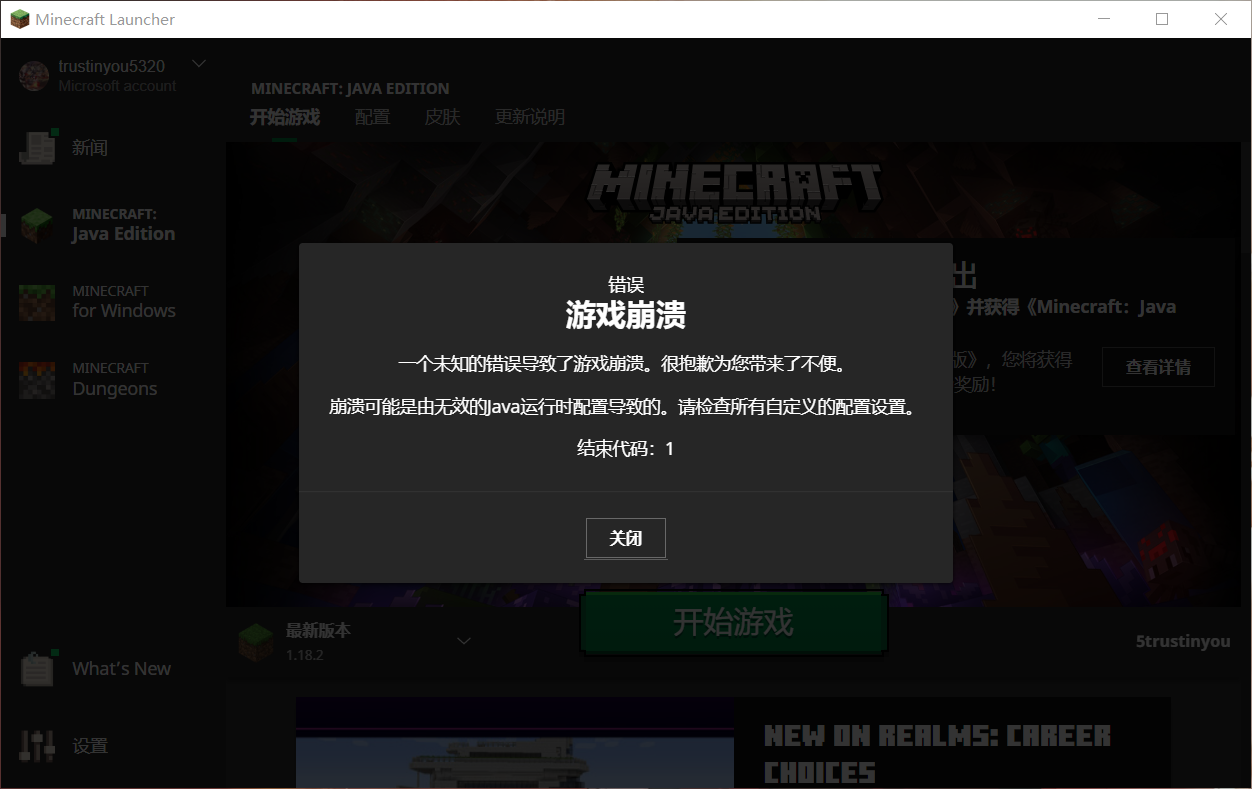 Minecraft Launcher
trustinyou5320
Microsoft account
新闻
MINECRAFT:
Java Edition
MINECRAFT
for Windows
MINECRAFT
Dungeons
What's New
设置
MINECRAFT: JAVA EDITION
开始游戏 配置 皮肤 更新说明
MINECRAFT
JAVA EDITION
出
》并获得《Minecraft: Java
版》，您将获得
奖励！
查看详情
错误
游戏崩溃
一个未知的错误导致了游戏崩溃。很抱歉为您带来了不便。
崩溃可能是由无效的Java运行时配置导致的。请检查所有自定义的配置设置。
结束代码：1
关闭
最新版本
1.18.2
开始游戏
5trustinyou
NEW ON REALMS: CAREER
CHOICES